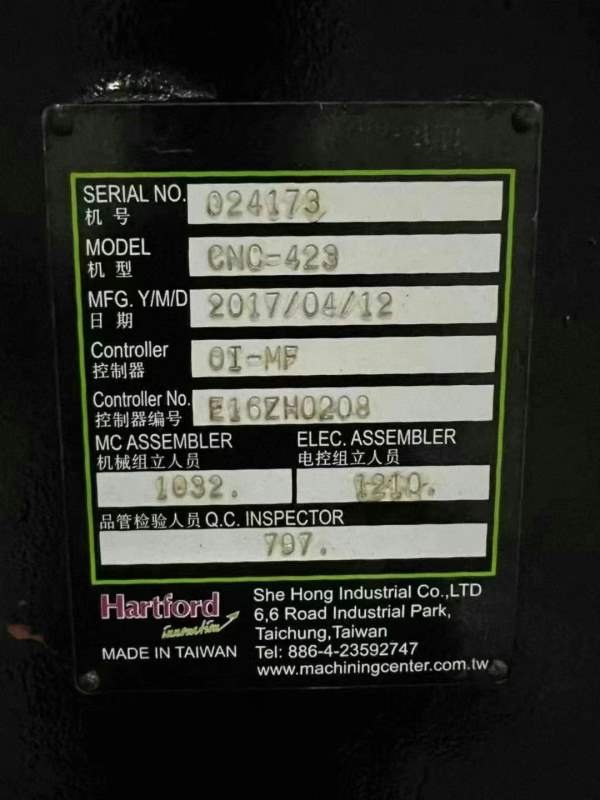 SERIAL NO. 024173
机 号
MODEL CNC-423
机 型
MFG. Y/M/D 2017/04/12
日 期
Controller 0I-MF
控制器
Controller No. E16ZH0208
控制器编号
MC ASSEMBLER ELEC. ASSEMBLER
机械组立人员 电控组立人员
1032. 1210.
品管检验人员 Q.C. INSPECTOR
797.
Hartford
innovation
MADE IN TAIWAN
She Hong Industrial Co.,LTD
6,6 Road Industrial Park,
Taichung,Taiwan
Tel: 886-4-23592747
www.machiningcenter.com.tw